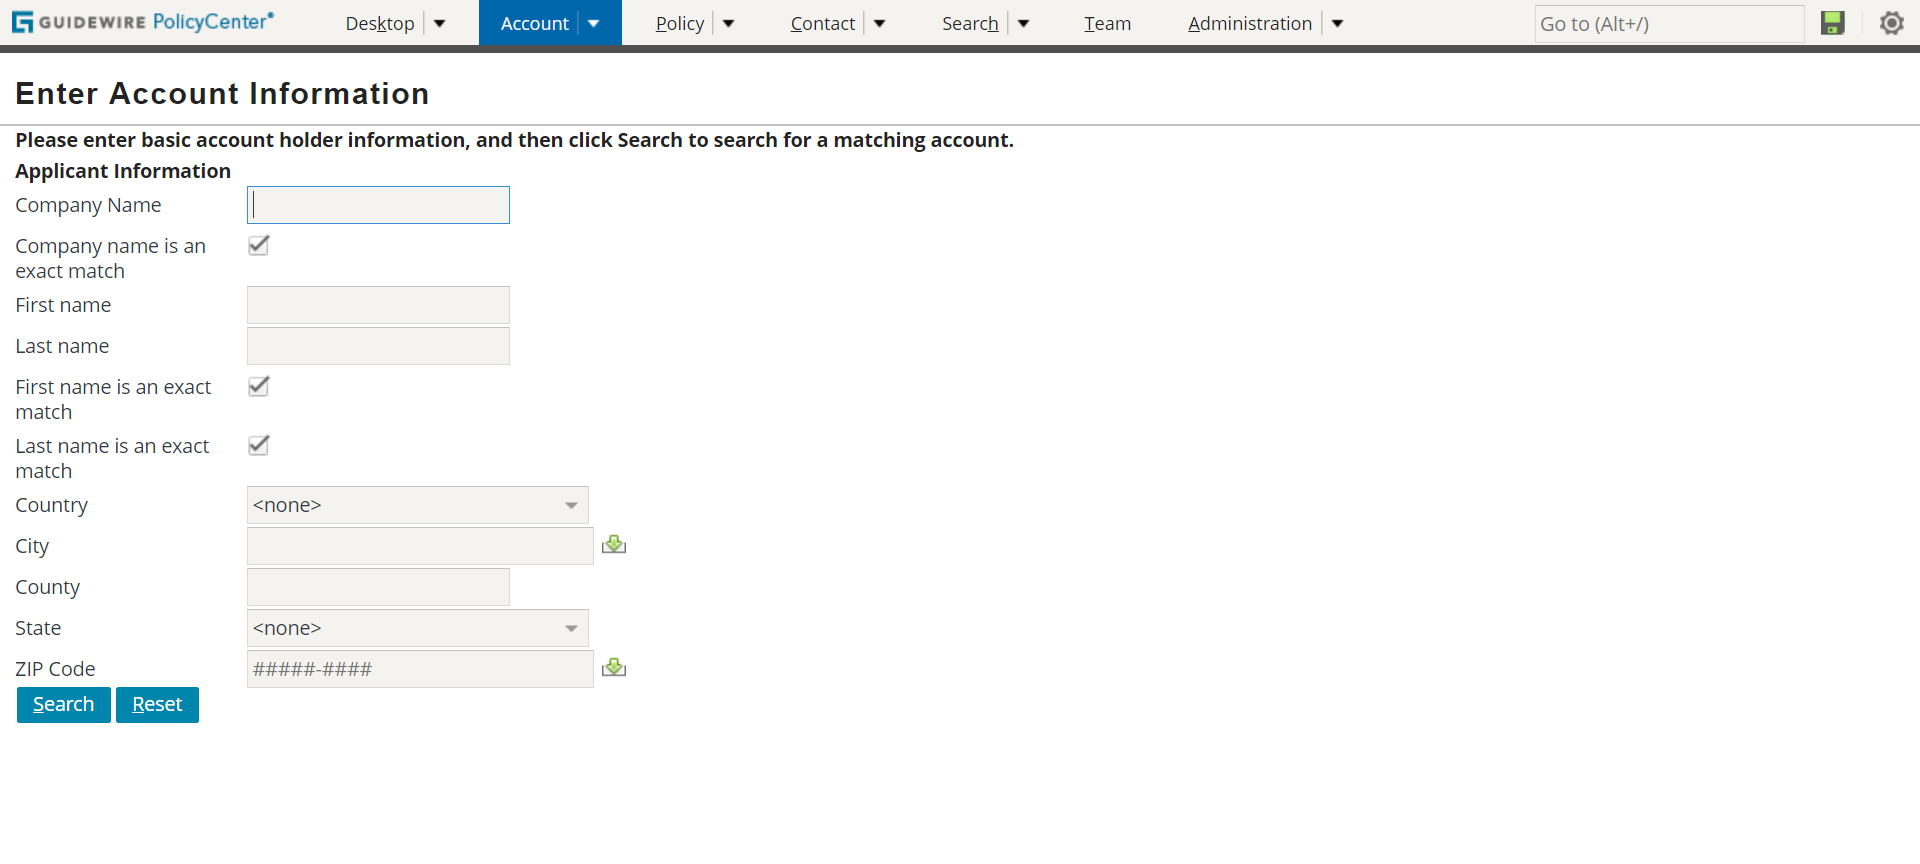 GUIDEWIRE PolicyCenter® Desktop Account Policy Contact Search Team Administration Go to (Alt+/)
Enter Account Information
Please enter basic account holder information, and then click Search to search for a matching account.
Applicant Information
Company Name
Company name is an
exact match
First name
Last name
First name is an exact
match
Last name is an exact
match
Country <none>
City
County
State <none>
ZIP Code #####-####
Search Reset